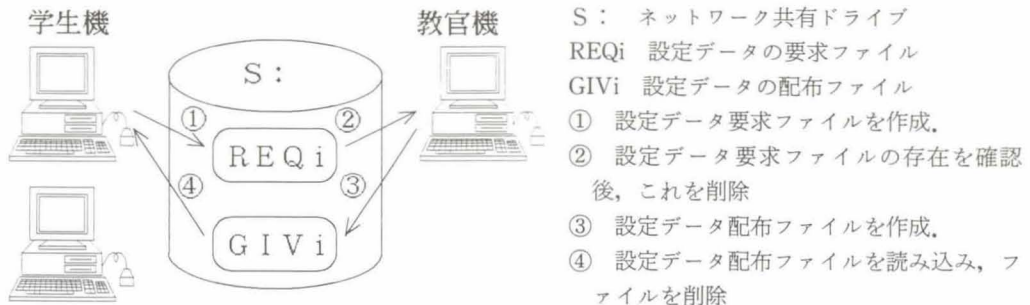 学生機
教官機
S：
①
②
REQi
④
③
GIVi
S： ネットワーク共有ドライブ
REQi 設定データの要求ファイル
GIVi 設定データの配布ファイル
① 設定データ要求ファイルを作成．
② 設定データ要求ファイルの存在を確認
後，これを削除
③ 設定データ配布ファイルを作成．
④ 設定データ配布ファイルを読み込み，フ
ァイルを削除